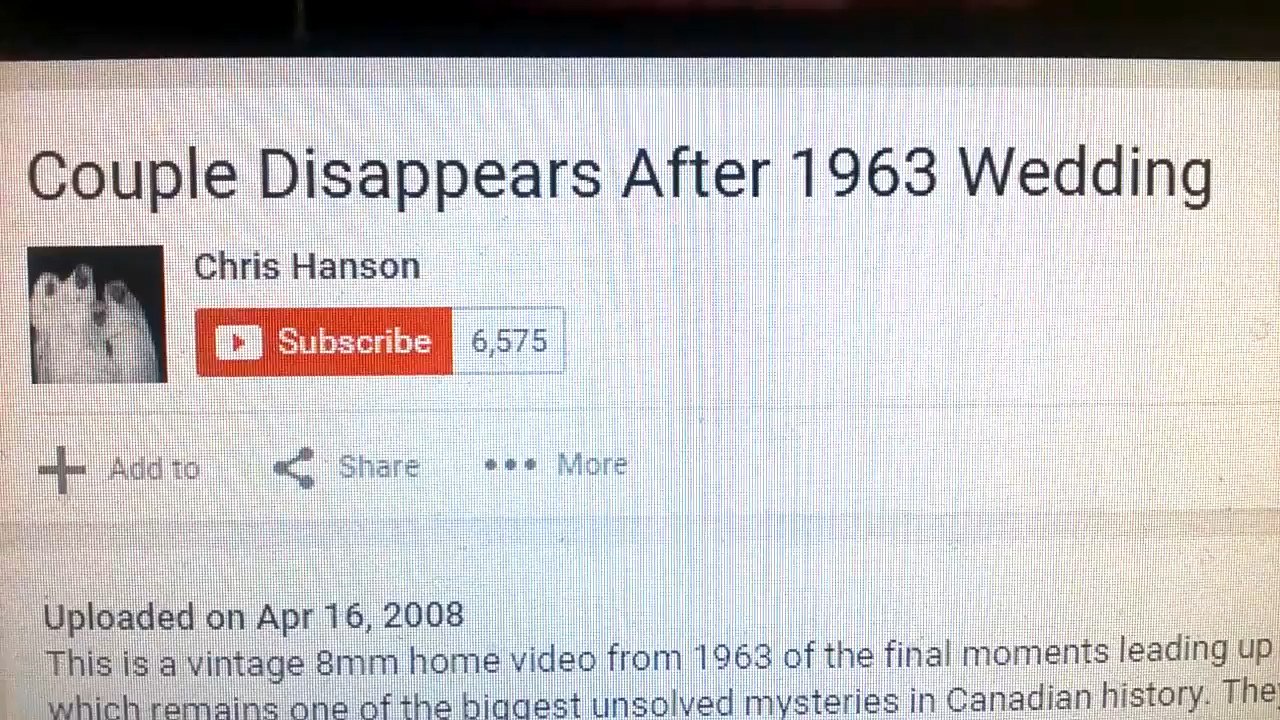 Couple Disappears After 1963 Wedding
Chris Hanson
Subscribe 6,575
Add to Share More
Uploaded on Apr 16, 2008
This is a vintage 8mm home video from 1963 of the final moments leading up
which remains one of the biggest unsolved mysteries in Canadian history. The